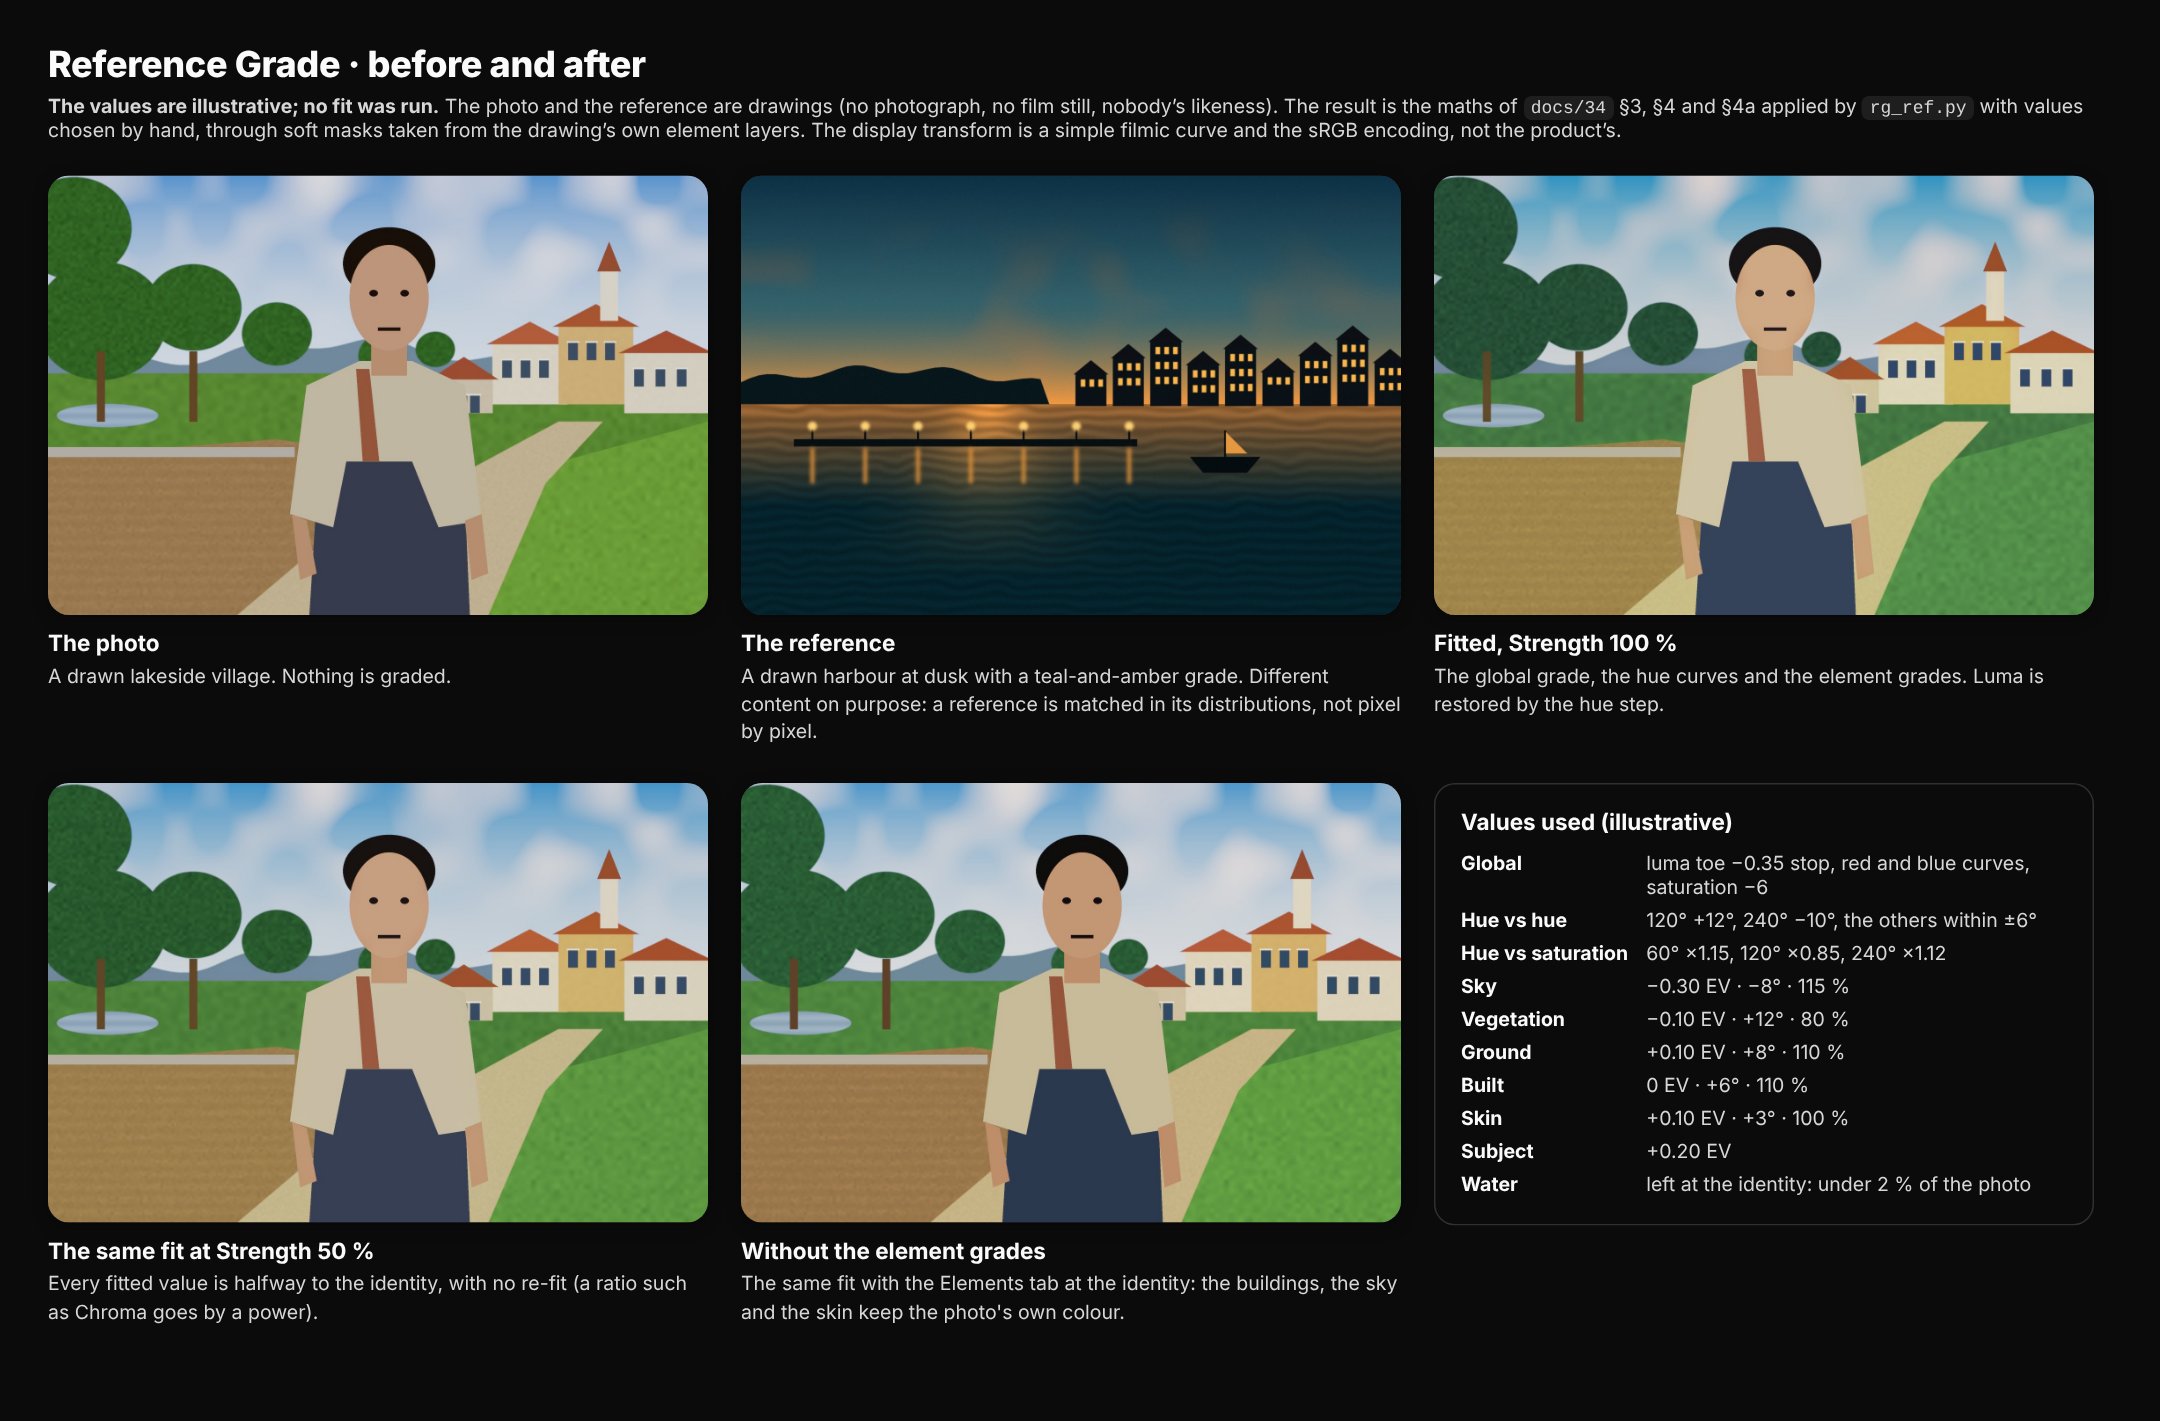 Reference Grade · before and after
The values are illustrative; no fit was run. The photo and the reference are drawings (no photograph, no film still, nobody’s likeness). The result is the maths of docs/34 §3, §4 and §4a applied by rg_ref.py with values
chosen by hand, through soft masks taken from the drawing’s own element layers. The display transform is a simple filmic curve and the sRGB encoding, not the product’s.
The photo
A drawn lakeside village. Nothing is graded.
The reference
A drawn harbour at dusk with a teal-and-amber grade. Different
content on purpose: a reference is matched in its distributions, not pixel
by pixel.
Fitted, Strength 100 %
The global grade, the hue curves and the element grades. Luma is
restored by the hue step.
The same fit at Strength 50 %
Every fitted value is halfway to the identity, with no re-fit (a ratio such
as Chroma goes by a power).
Without the element grades
The same fit with the Elements tab at the identity: the buildings, the sky
and the skin keep the photo's own colour.
Values used (illustrative)
Global luma toe −0.35 stop, red and blue curves,
saturation −6
Hue vs hue 120° +12°, 240° −10°, the others within ±6°
Hue vs saturation 60° ×1.15, 120° ×0.85, 240° ×1.12
Sky −0.30 EV · −8° · 115 %
Vegetation −0.10 EV · +12° · 80 %
Ground +0.10 EV · +8° · 110 %
Built 0 EV · +6° · 110 %
Skin +0.10 EV · +3° · 100 %
Subject +0.20 EV
Water left at the identity: under 2 % of the photo